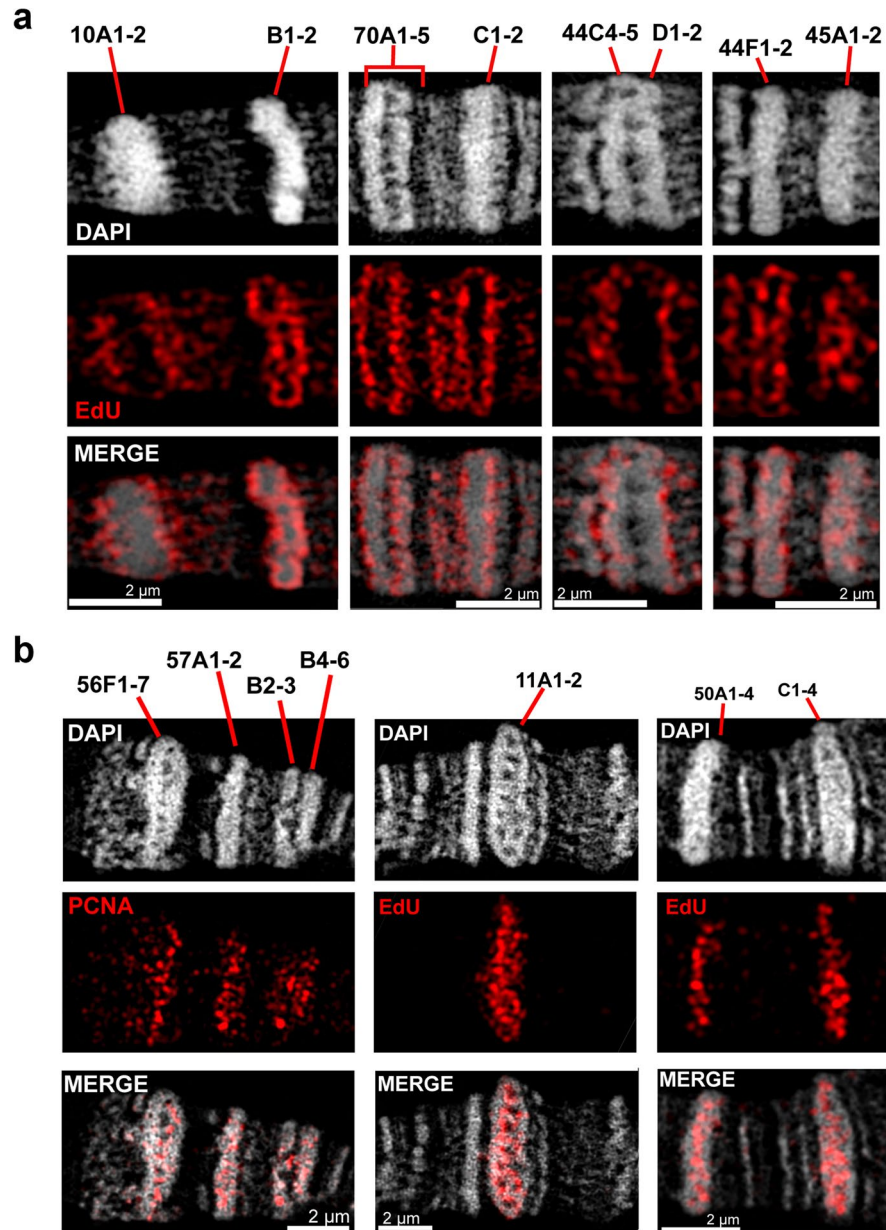 a
10A1-2 B1-2 70A1-5 C1-2 44C4-5 D1-2 44F1-2 45A1-2
DAPI
EdU
MERGE
2 µm 2 µm 2 µm 2 µm
b
56F1-7 57A1-2 B2-3 B4-6 11A1-2 50A1-4 C1-4
DAPI DAPI DAPI
PCNA EdU EdU
MERGE MERGE MERGE
2 µm 2 µm 2 µm